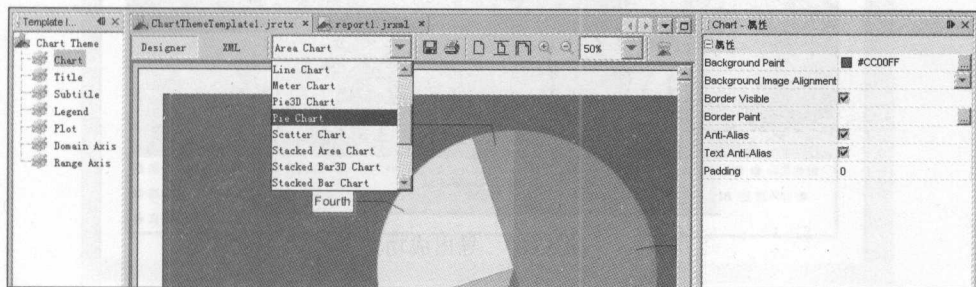 Template I...
Chart Theme
Chart
Title
Subtitle
Legend
Plot
Domain Axis
Range Axis
ChartThemeTemplate1.jrctx × report1.jrxml ×
Designer XML Area Chart 50%
Line Chart
Meter Chart
Pie3D Chart
Pie Chart
Scatter Chart
Stacked Area Chart
Stacked Bar3D Chart
Stacked Bar Chart
Fourth
Chart - 属性
属性
Background Paint #CC00FF ...
Background Image Alignment
Border Visible
Border Paint ...
Anti-Alias
Text Anti-Alias
Padding 0